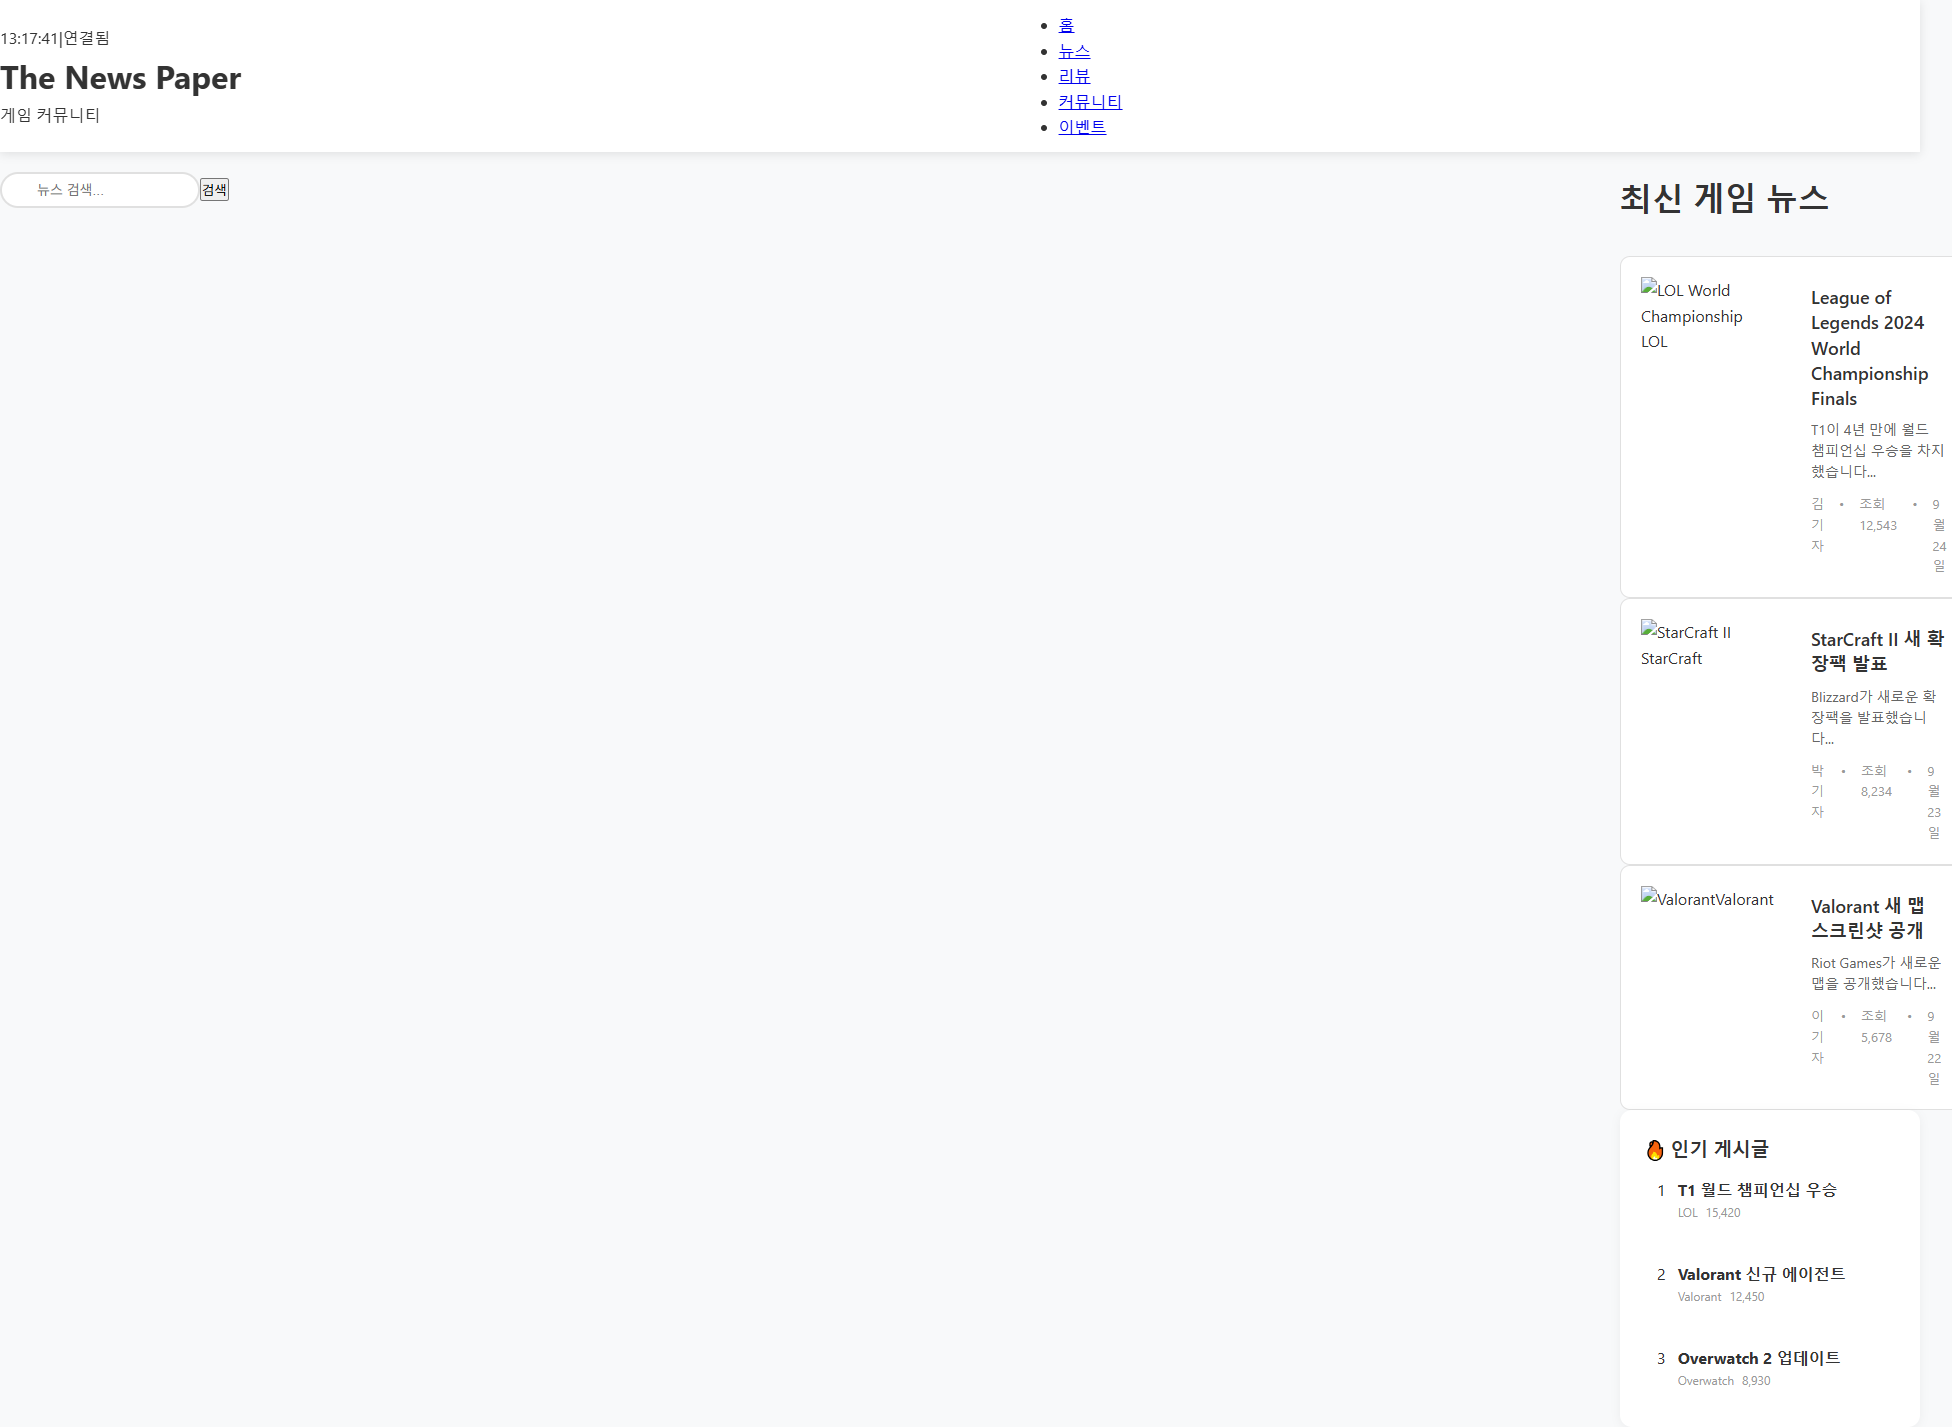 13:17:41|연결됨
The News Paper
게임 커뮤니티
홈
뉴스
리뷰
커뮤니티
이벤트
뉴스 검색...
검색
최신 게임 뉴스
LOL World
Championship
LOL
League of
Legends 2024
World
Championship
Finals
T1이 4년 만에 월드
챔피언십 우승을 차지
했습니다...
김
기
자
•
조회
12,543
•
9
월
24
일
StarCraft II
StarCraft
StarCraft II 새 확
장팩 발표
Blizzard가 새로운 확
장팩을 발표했습니
다...
박
기
자
•
조회
8,234
•
9
월
23
일
ValorantValorant
Valorant 새 맵
스크린샷 공개
Riot Games가 새로운
맵을 공개했습니다...
이
기
자
•
조회
5,678
•
9
월
22
일
🔥 인기 게시글
1 T1 월드 챔피언십 우승
LOL 15,420
2 Valorant 신규 에이전트
Valorant 12,450
3 Overwatch 2 업데이트
Overwatch 8,930